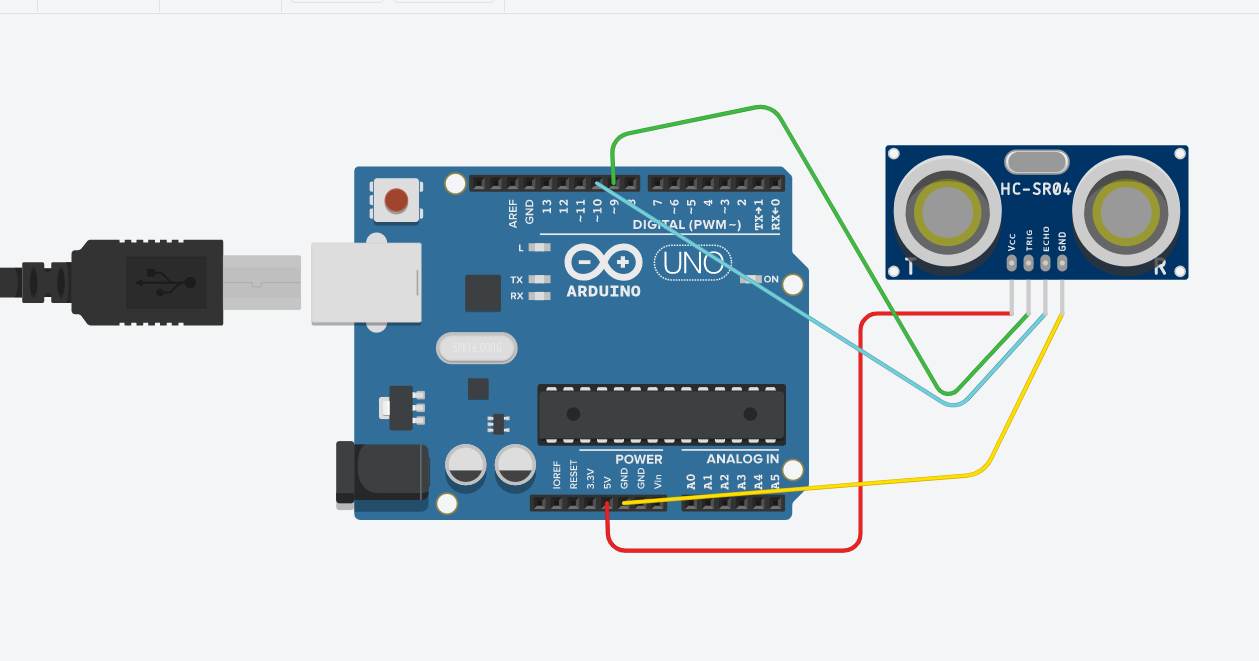 AREF
GND
13
12
~11
~10
~9
8
7
~6
~5
4
~3
2
TX→1
RX←0
DIGITAL (PWM~)
L
TX
RX
ARDUINO
UNO
ON
HC-SR04
VCC
TRIG
ECHO
GND
T
R
POWER
ANALOG IN
IOREF
RESET
3.3V
5V
GND
GND
Vin
A0
A1
A2
A3
A4
A5